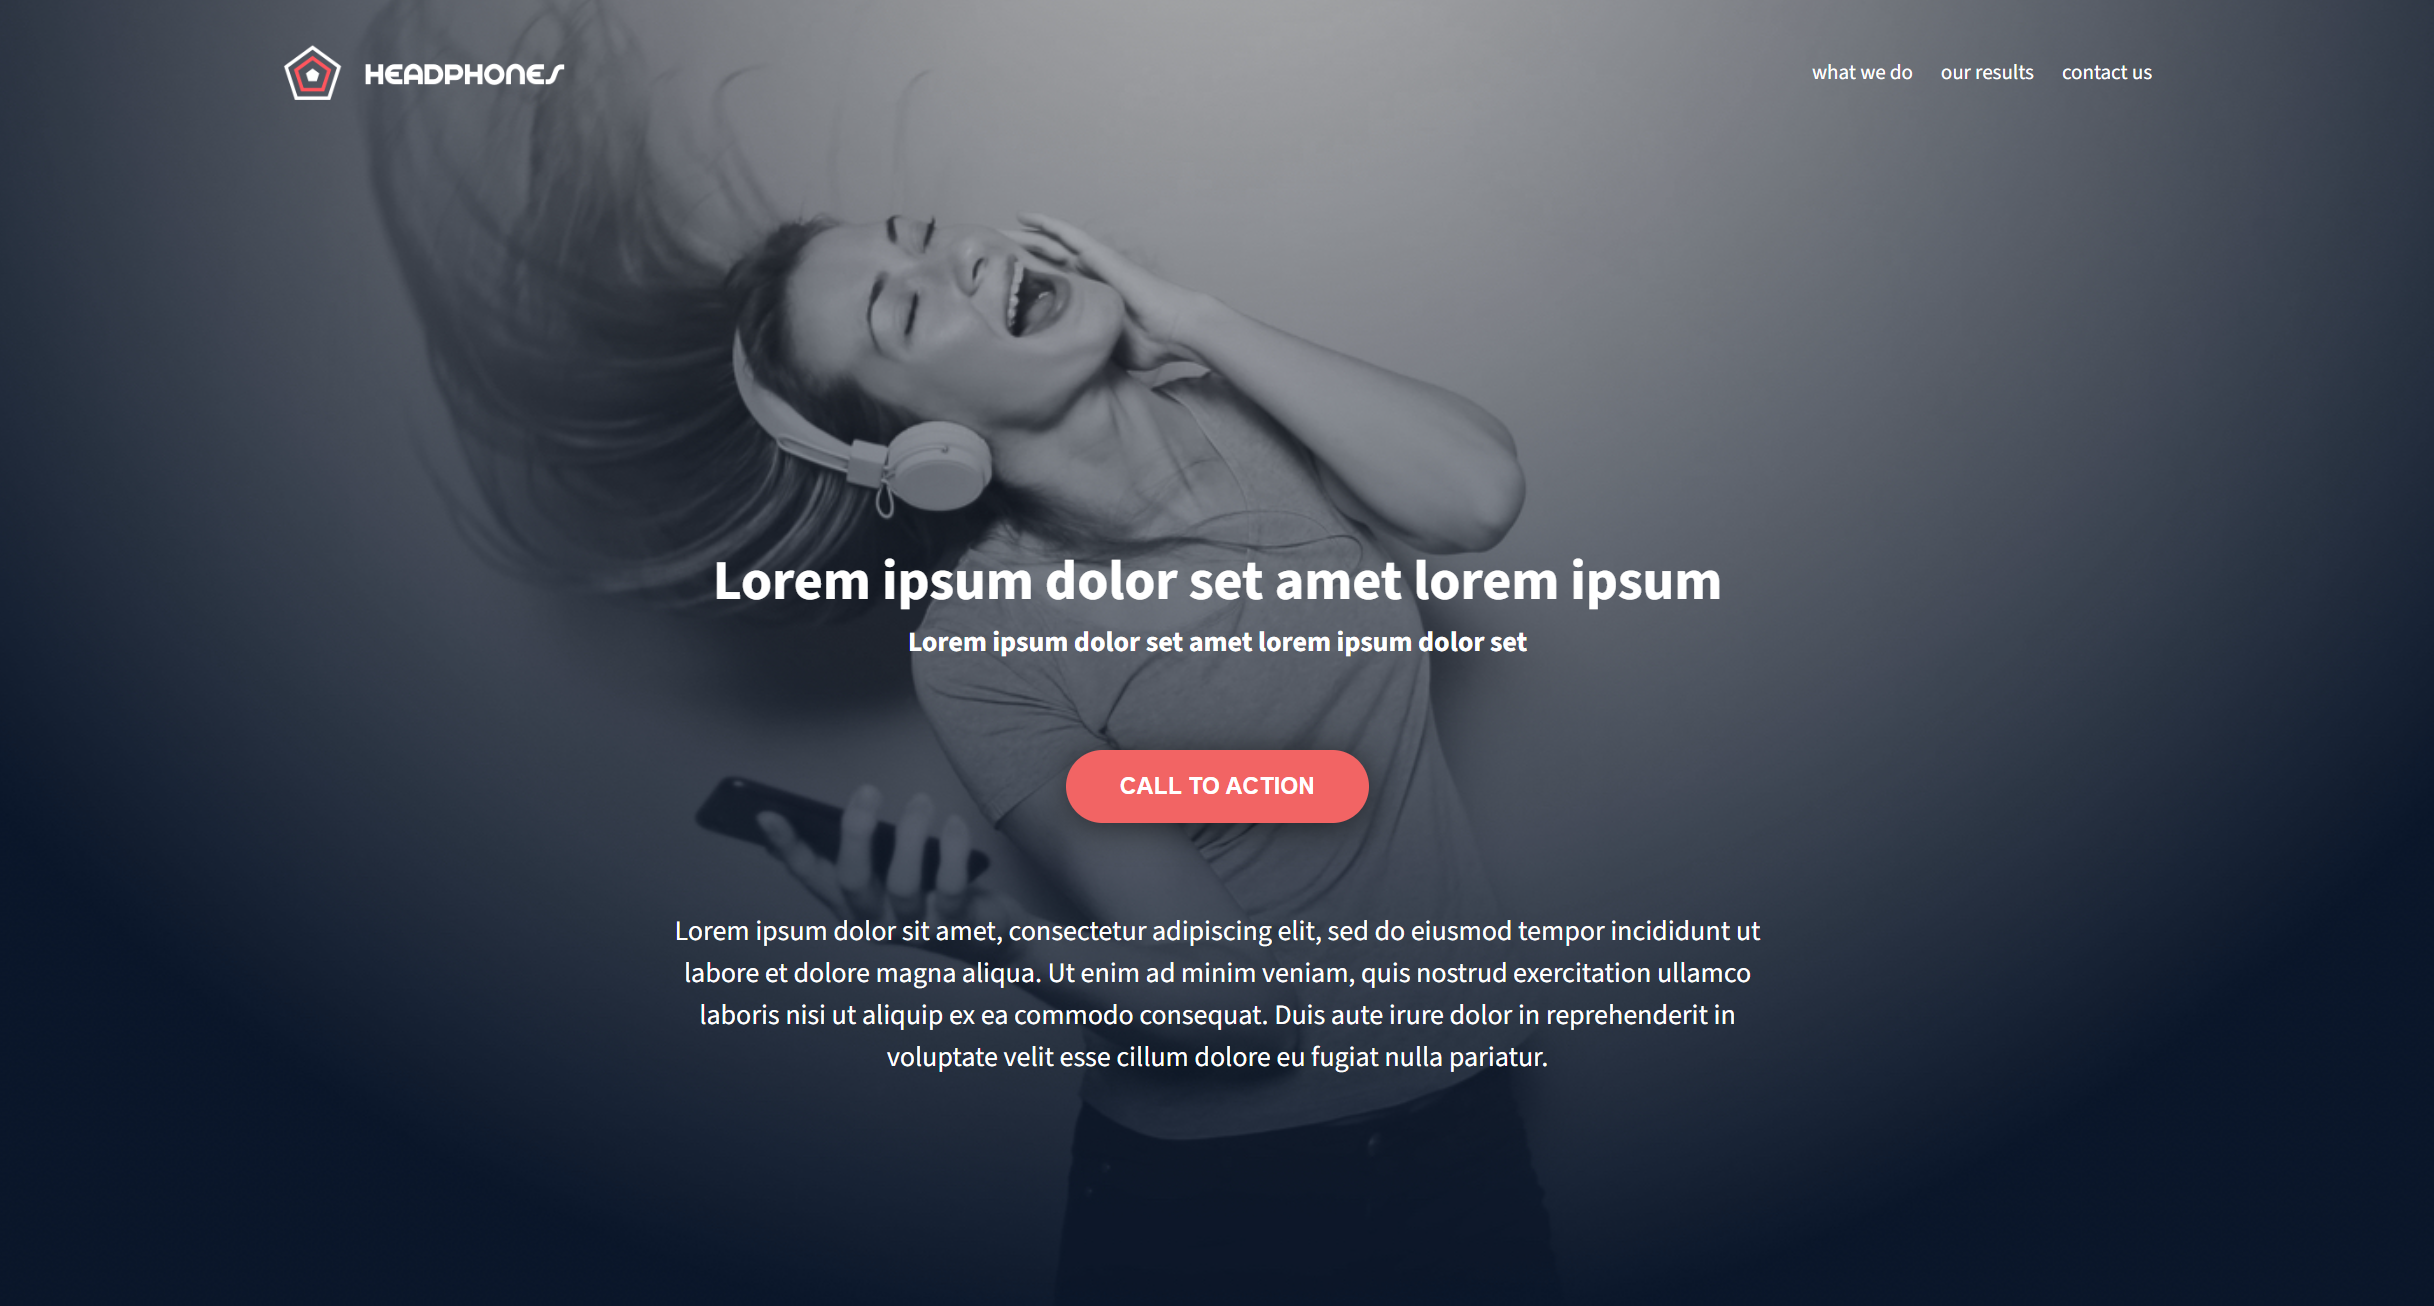 HEADPHONES
what we do our results contact us
Lorem ipsum dolor set amet lorem ipsum
Lorem ipsum dolor set amet lorem ipsum dolor set
CALL TO ACTION
Lorem ipsum dolor sit amet, consectetur adipiscing elit, sed do eiusmod tempor incididunt ut
labore et dolore magna aliqua. Ut enim ad minim veniam, quis nostrud exercitation ullamco
laboris nisi ut aliquip ex ea commodo consequat. Duis aute irure dolor in reprehenderit in
voluptate velit esse cillum dolore eu fugiat nulla pariatur.